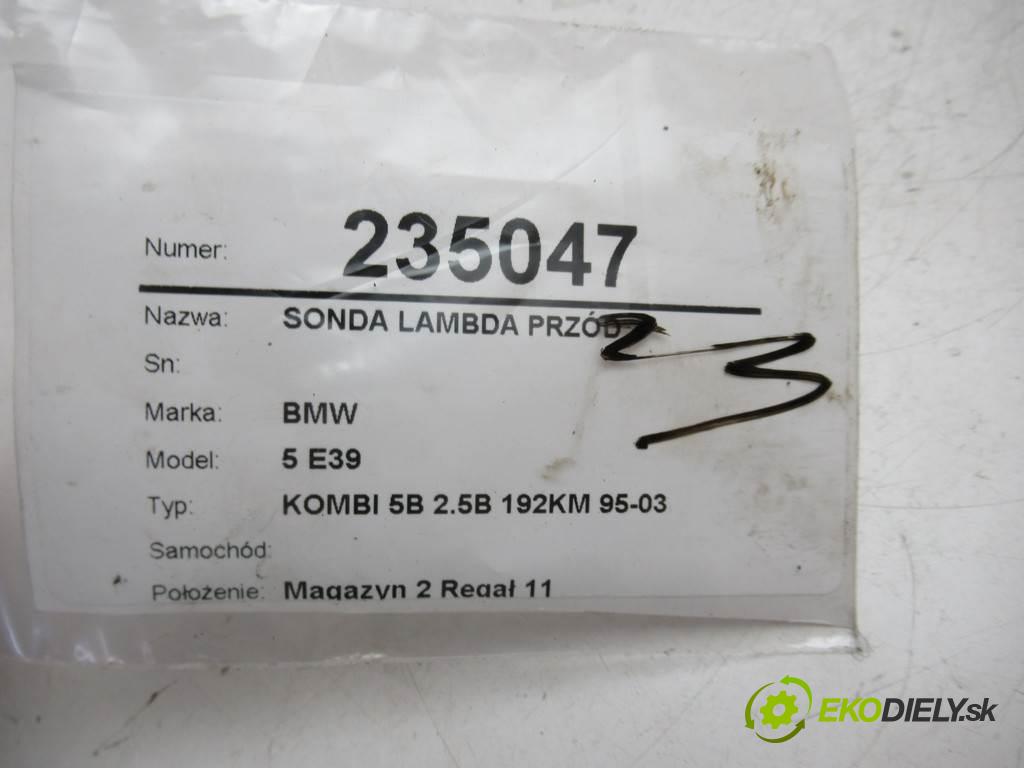 Numer: 235047
Nazwa: SONDA LAMBDA PRZÓD
Sn:
Marka: BMW
Model: 5 E39
Typ: KOMBI 5B 2.5B 192KM 95-03
Samochód:
Położenie: Magazyn 2 Regał 11
EKODIELY.sk